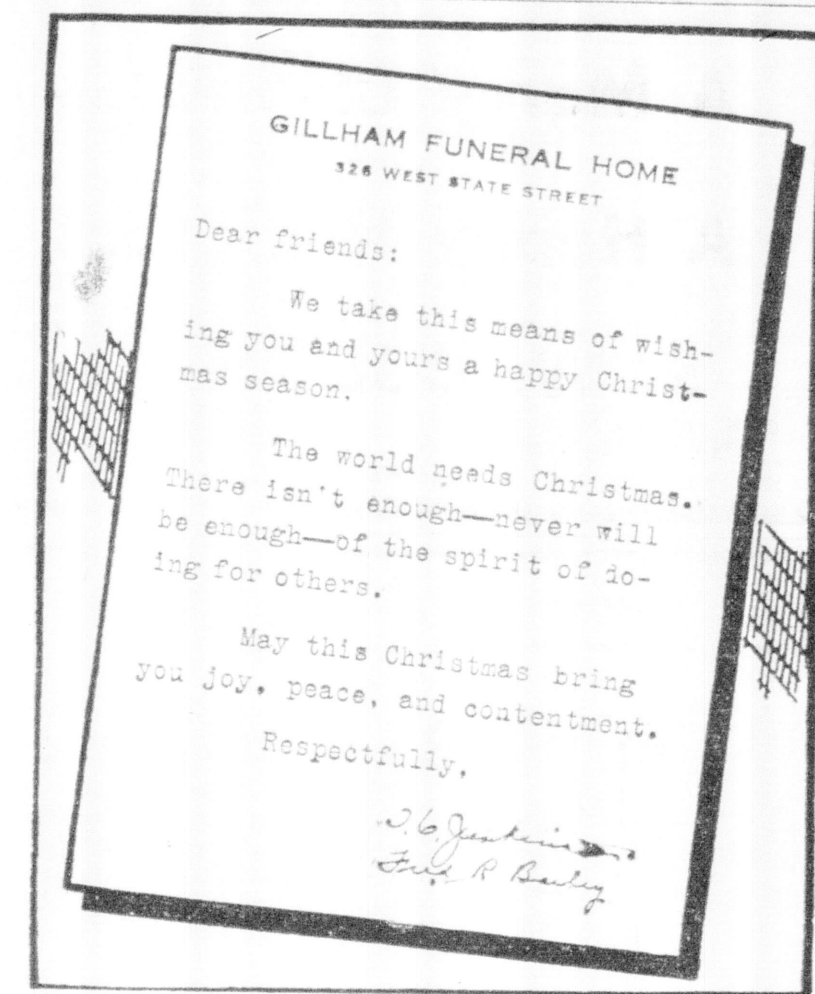 GILLHAM FUNERAL HOME
326 WEST STATE STREET
Dear friends:
We take this means of wish-
ing you and yours a happy Christ-
mas season.
The world needs Christmas.
There isn't enough—never will
be enough—of the spirit of do-
ing for others.
May this Christmas bring
you joy, peace, and contentment.
Respectfully,
Fred R Bailey